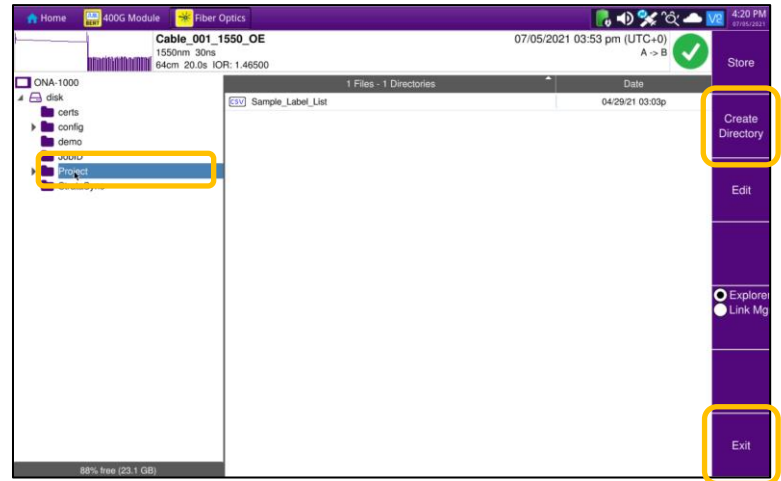 Home
400G Module
Fiber Optics
4:20 PM
07/05/2021
Cable_001_1550_OE
07/05/2021 03:53 pm (UTC+0)
1550nm 30ns
A -> B
64cm 20.0s IOR: 1.46500
Store
ONA-1000
1 Files - 1 Directories
Date
disk
CSV Sample_Label_List
04/29/21 03:03p
certs
config
Create
Directory
demo
JobID
Project
Edit
Explorer
Link Mg
Exit
88% free (23.1 GB)